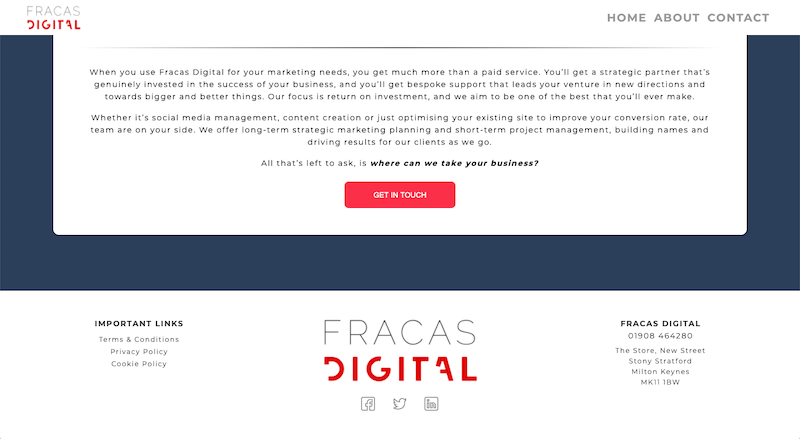 FRACAS
DIGITAL
HOME ABOUT CONTACT
When you use Fracas Digital for your marketing needs, you get much more than a paid service. You'll get a strategic partner that's
genuinely invested in the success of your business, and you'll get bespoke support that leads your venture in new directions and
towards bigger and better things. Our focus is return on investment, and we aim to be one of the best that you'll ever make.
Whether it's social media management, content creation or just optimising your existing site to improve your conversion rate, our
team are on your side. We offer long-term strategic marketing planning and short-term project management, building names and
driving results for our clients as we go.
All that's left to ask, is where can we take your business?
GET IN TOUCH
IMPORTANT LINKS
Terms & Conditions
Privacy Policy
Cookie Policy
FRACAS
DIGITAL
FRACAS DIGITAL
01908 464280
The Store, New Street
Stony Stratford
Milton Keynes
MK11 1BW